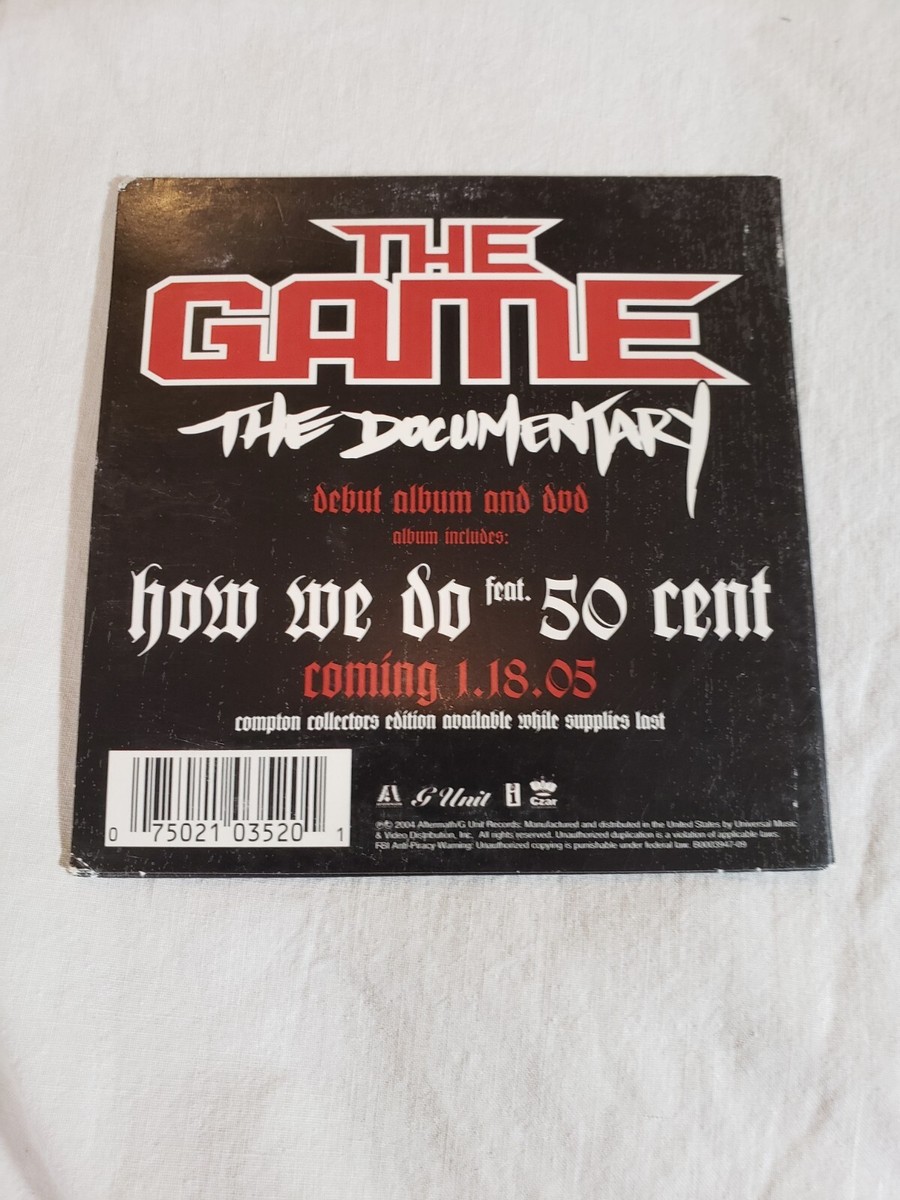 THE
GAME
THE DOCUMENTARY
debut album and dvd
album includes:
how we do feat. 50 cent
coming 1.18.05
compton collectors edition available while supplies last
G Unit i Czar
0 75021 03520 1
℗© 2004 Aftermath/G Unit Records: Manufactured and distributed in the United States by Universal Music
& Video Distribution, Inc. All rights reserved. Unauthorized duplication is a violation of applicable laws.
FBI Anti-Piracy Warning: Unauthorized copying is punishable under federal law. B0003947-09